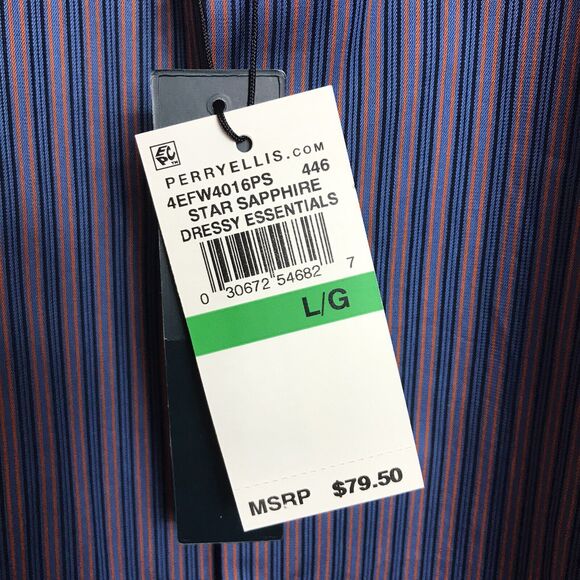 PERRYELLIS.COM
4EFW4016PS 446
STAR SAPPHIRE
DRESSY ESSENTIALS
0 30672 54682 7
L/G
MSRP $79.50